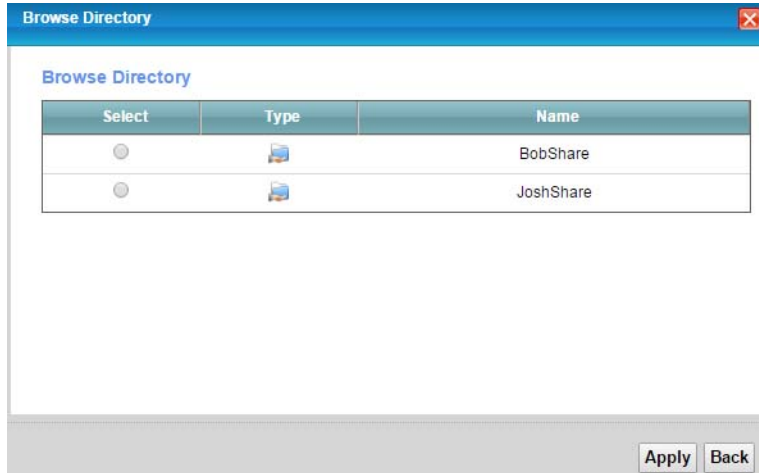 Browse Directory
Browse Directory
Select Type Name
BobShare
JoshShare
Apply Back